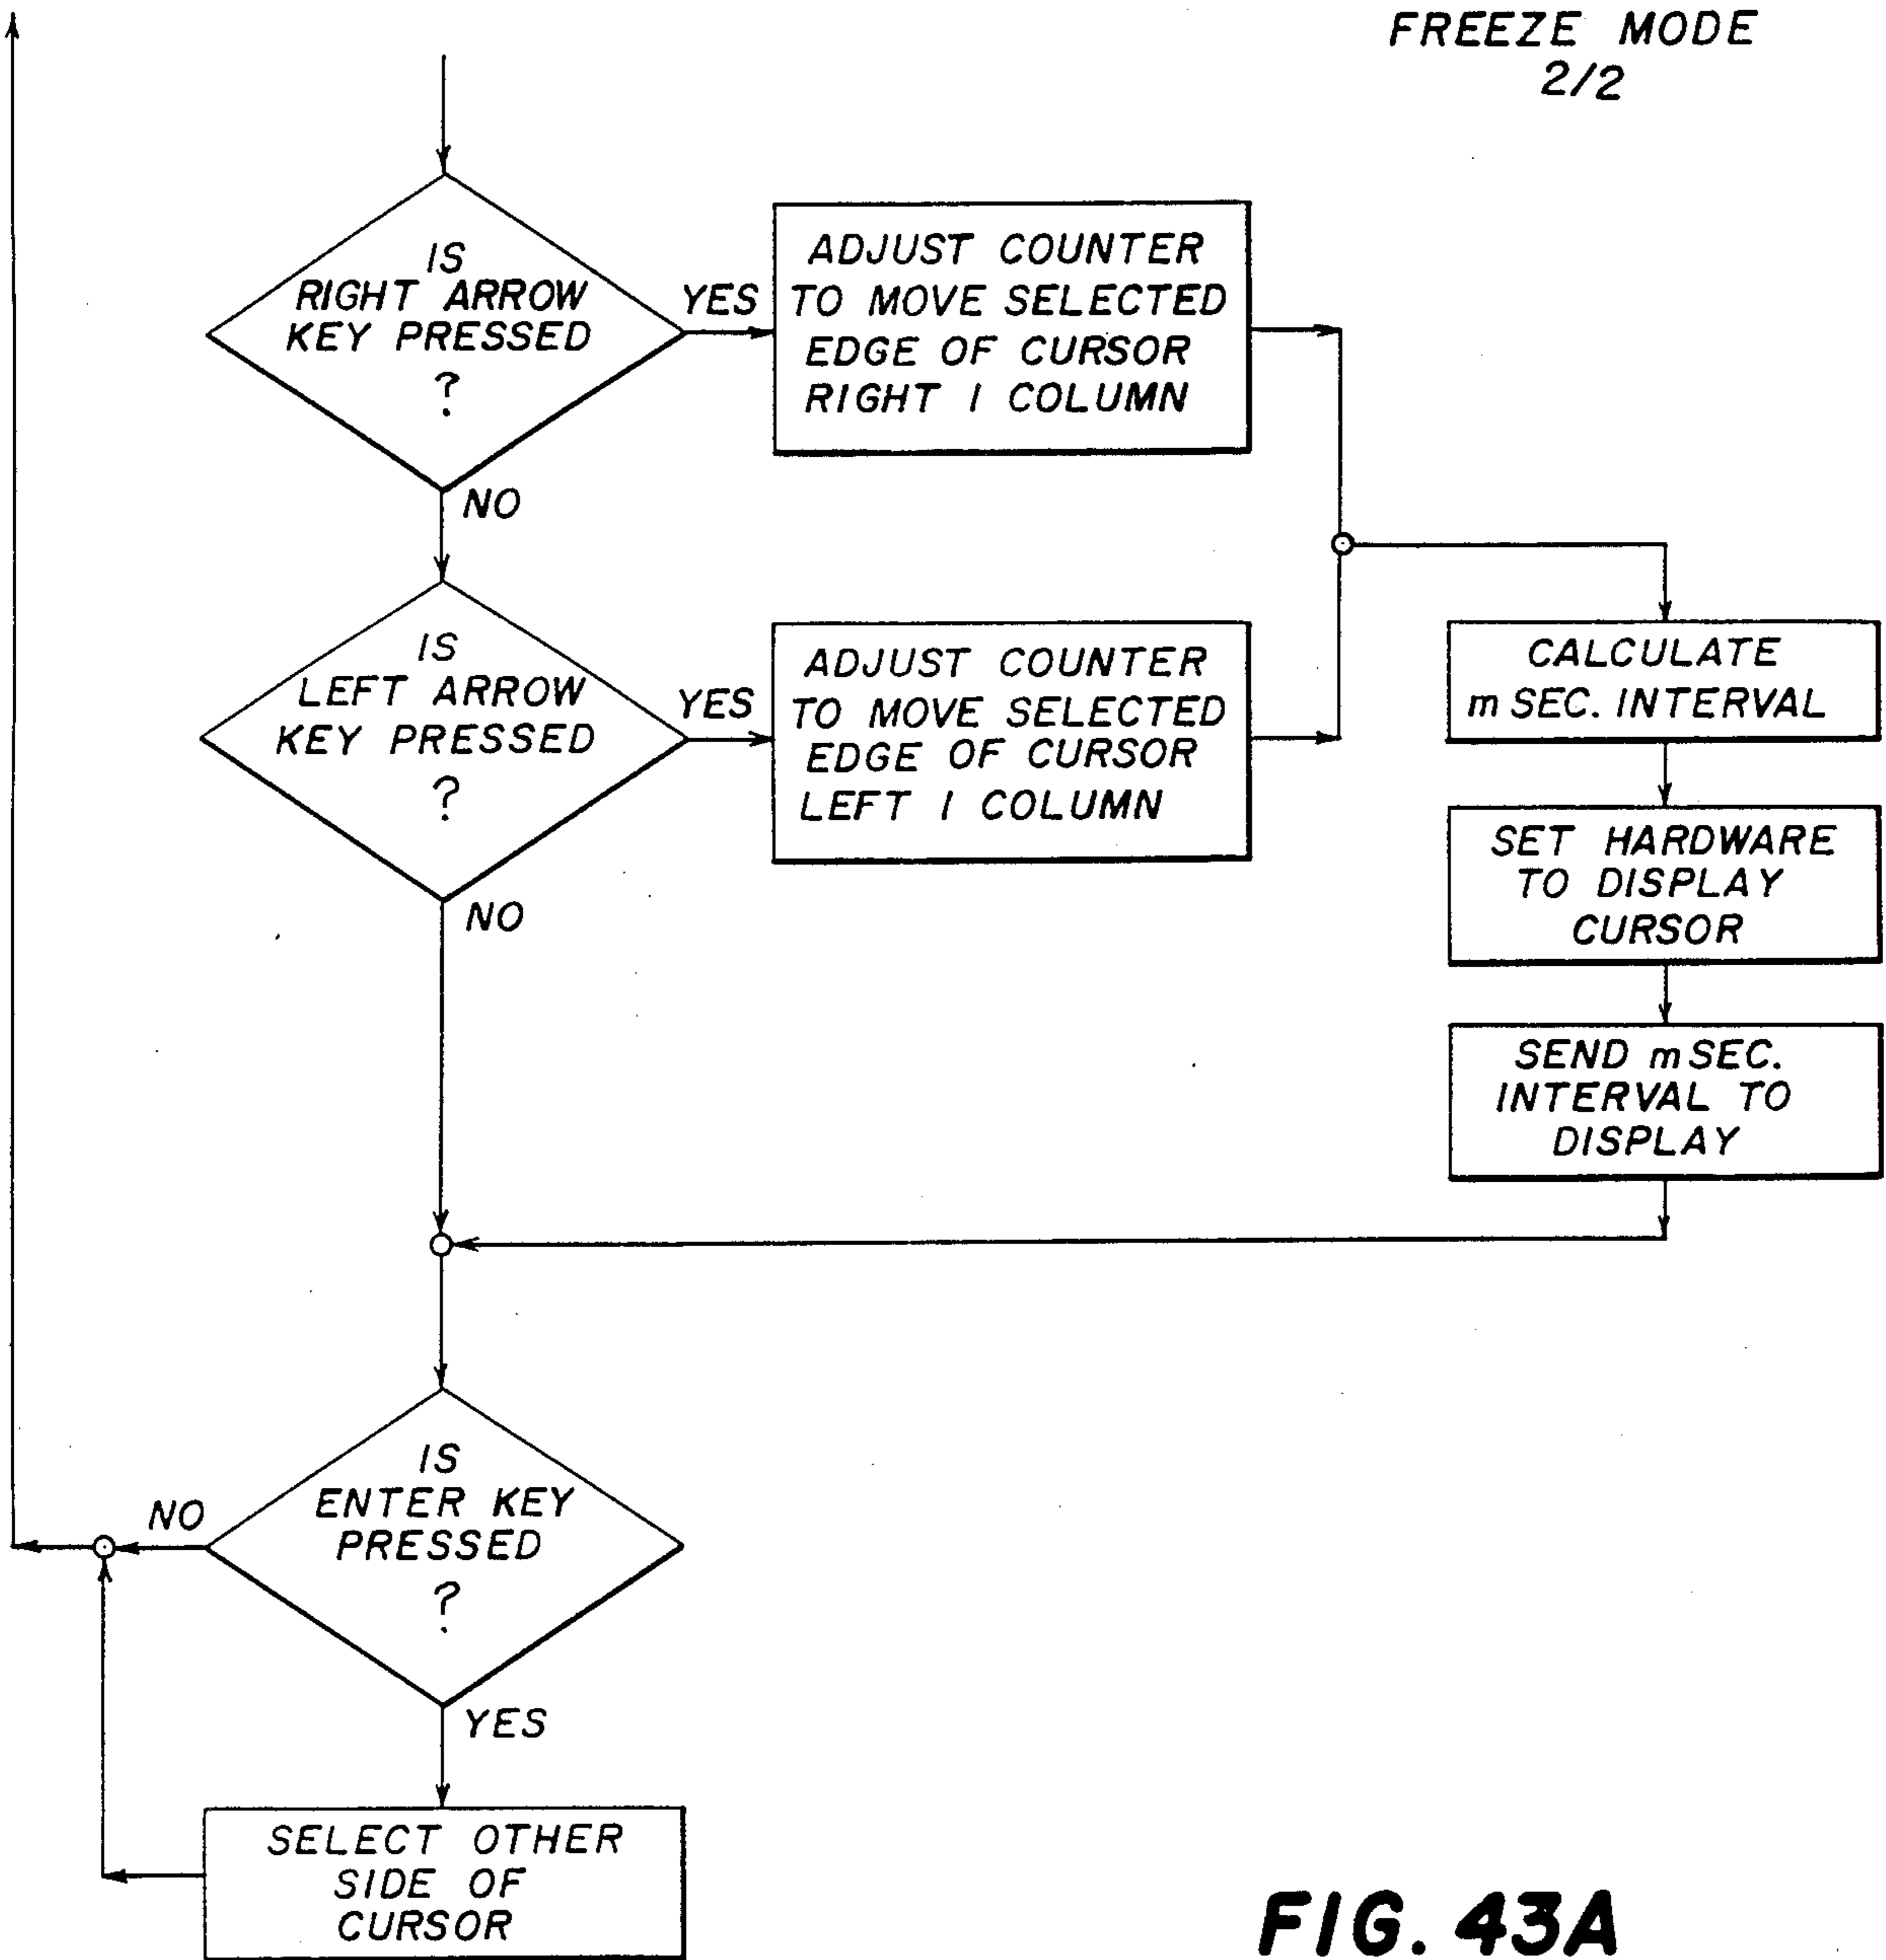 FREEZE MODE
2/2
IS
RIGHT ARROW
KEY PRESSED
?
YES
ADJUST COUNTER
TO MOVE SELECTED
EDGE OF CURSOR
RIGHT 1 COLUMN
NO
IS
LEFT ARROW
KEY PRESSED
?
YES
ADJUST COUNTER
TO MOVE SELECTED
EDGE OF CURSOR
LEFT 1 COLUMN
NO
CALCULATE
m SEC. INTERVAL
SET HARDWARE
TO DISPLAY
CURSOR
SEND m SEC.
INTERVAL TO
DISPLAY
IS
ENTER KEY
PRESSED
?
NO
YES
SELECT OTHER
SIDE OF
CURSOR
FIG. 43A